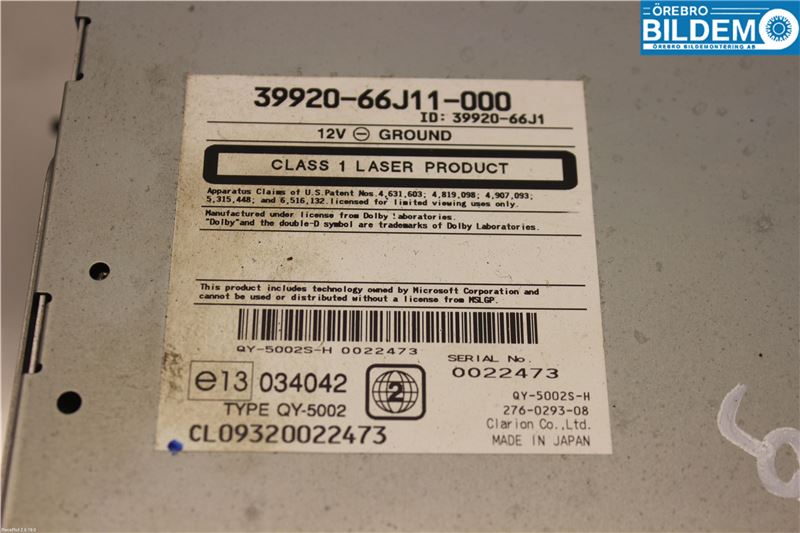 ÖREBRO
BILDEMO
ÖREBRO BILDEMONTERING AB
39920-66J11-000
ID: 39920-66J1
12V ⊖ GROUND
CLASS 1 LASER PRODUCT
Apparatus Claims of U.S.Patent Nos.4,631,603; 4,819,098; 4,907,093;
5,315,448; and 6,516,132.licensed for limited viewing uses only.
Manufactured under license from Dolby Laboratories.
"Dolby"and the double-D symbol are trademarks of Dolby Laboratories.
This product includes technology owned by Microsoft Corporation and
cannot be used or distributed without a license from MSLGP.
QY-5002S-H 0022473
SERIAL No.
0022473
e13 034042
2
TYPE QY-5002
CL09320022473
QY-5002S-H
276-0293-08
Clarion Co.,Ltd.
MADE IN JAPAN